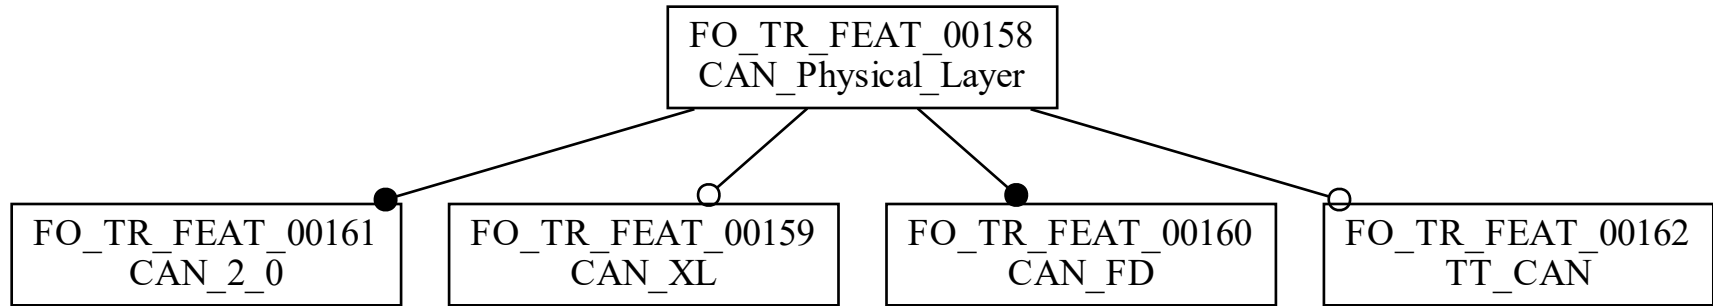 FO_TR_FEAT_00158
CAN_Physical_Layer
FO_TR_FEAT_00161
CAN_2_0
FO_TR_FEAT_00159
CAN_XL
FO_TR_FEAT_00160
CAN_FD
FO_TR_FEAT_00162
TT_CAN